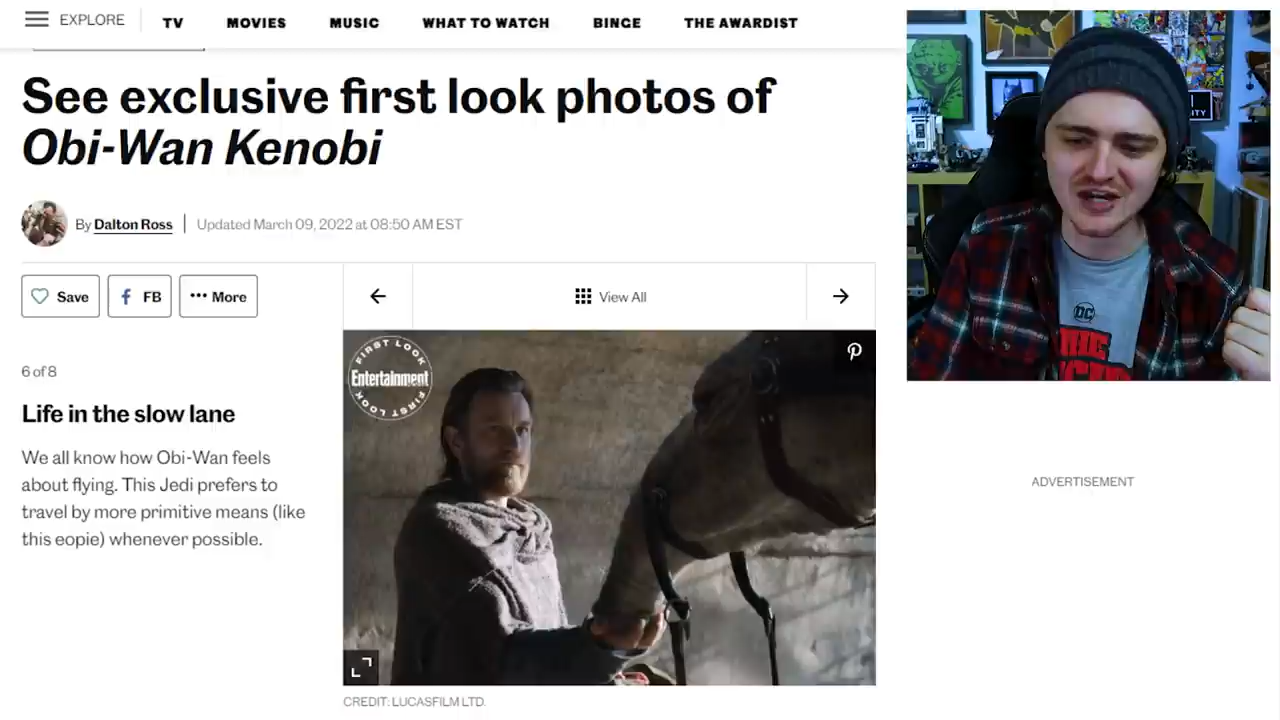 EXPLORE
TV
MOVIES
MUSIC
WHAT TO WATCH
BINGE
THE AWARDIST
See exclusive first look photos of
Obi-Wan Kenobi
By Dalton Ross
Updated March 09, 2022 at 08:50 AM EST
Save
FB
••• More
View All
6 of 8
Life in the slow lane
We all know how Obi-Wan feels
about flying. This Jedi prefers to
travel by more primitive means (like
this eopie) whenever possible.
FIRST LOOK
Entertainment
FIRST LOOK
CREDIT: LUCASFILM LTD.
DC
ADVERTISEMENT